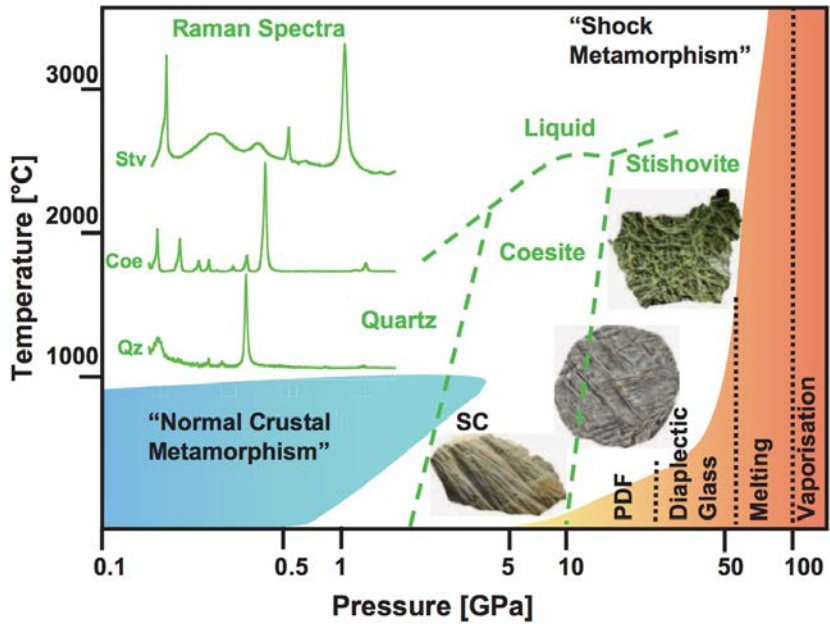 Raman Spectra
“Shock
Metamorphism”
3000
Stv
Liquid
Stishovite
2000
Coe
Coesite
Quartz
Qz
1000
“Normal Crustal
Metamorphism”
SC
PDF
Diaplectic
Glass
Melting
Vaporisation
Temperature [°C]
0.1 0.5 1 5 10 50 100
Pressure [GPa]